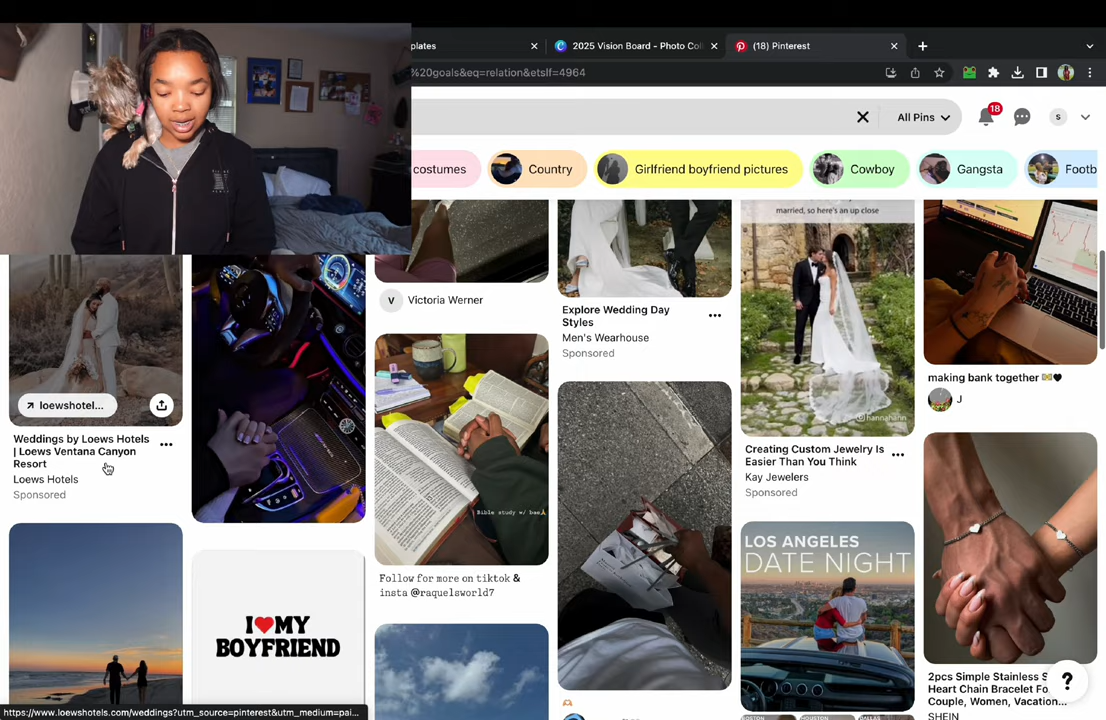 plates
2025 Vision Board - Photo Col
(18) Pinterest
%20goals&eq=relation&etslf=4964
All Pins
18
s
costumes
Country
Girlfriend boyfriend pictures
Cowboy
Gangsta
Footb
married, so here's an up close
V
Victoria Werner
Explore Wedding Day
Styles
Men's Wearhouse
Sponsored
making bank together
J
loewshotel...
@hannahinn
Weddings by Loews Hotels
| Loews Ventana Canyon
Resort
Loews Hotels
Sponsored
Creating Custom Jewelry Is
Easier Than You Think
Kay Jewelers
Sponsored
Bible study w/ bae
LOS ANGELES
DATE NIGHT
Follow for more on tiktok &
insta @raquelsworld7
I ❤ MY
BOYFRIEND
2pcs Simple Stainless S
Heart Chain Bracelet Fo
Couple, Women, Vacation...
SHEIN
?
https://www.loewshotels.com/weddings?utm_source=pinterest&utm_medium=pai...
BOSTON
HOUSTON
DALLAS